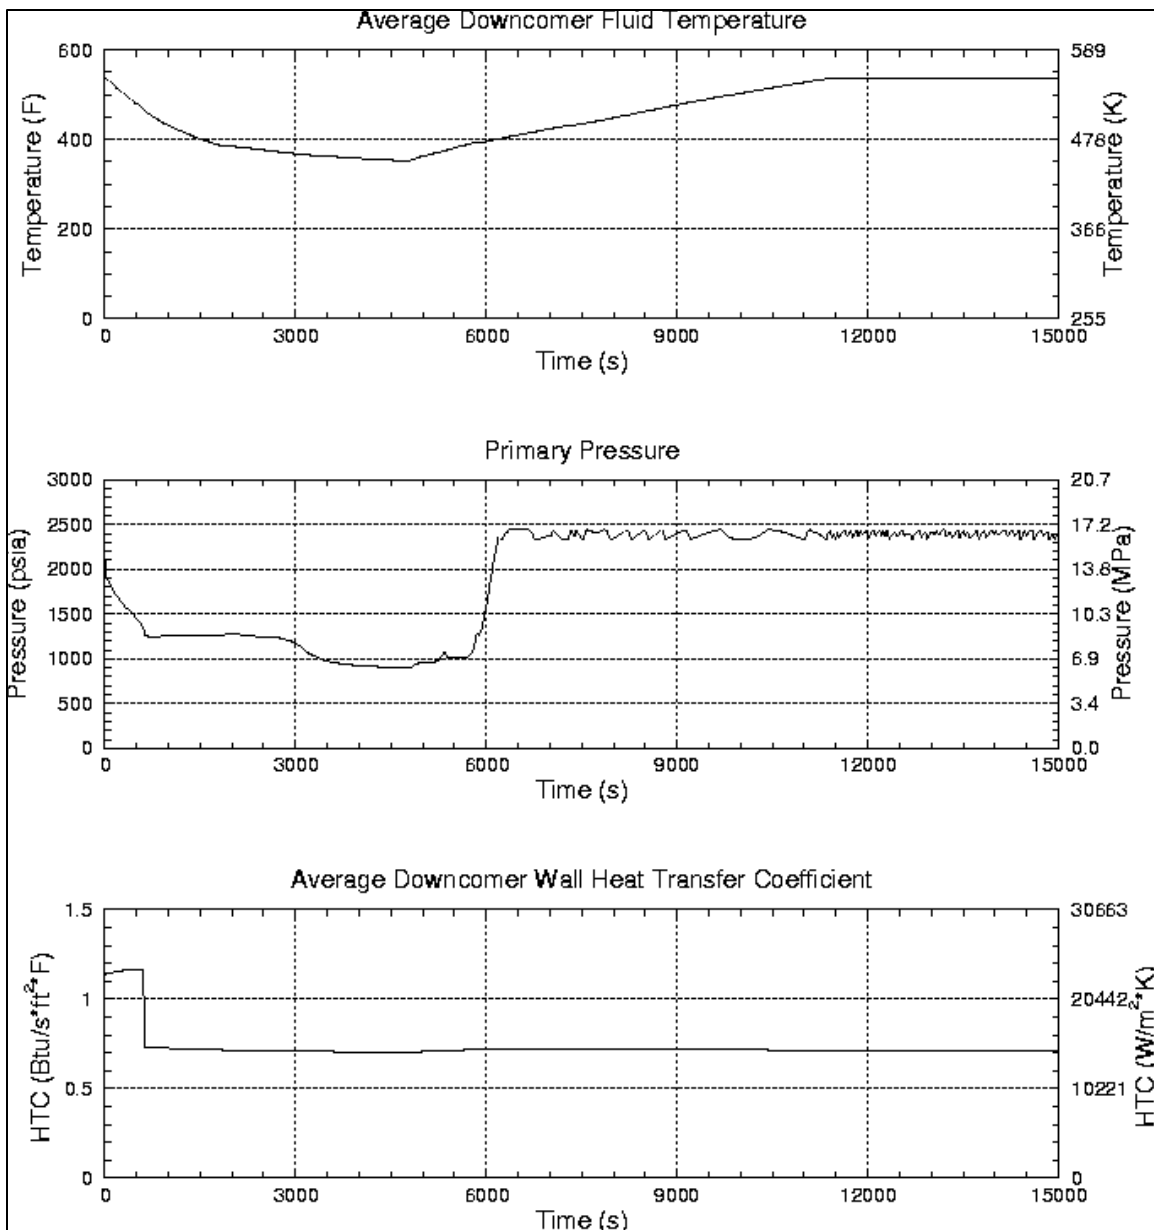 Average Downcomer Fluid Temperature
600
400
200
0
589
478
366
255
Temperature (F)
Temperature (K)
0 3000 6000 9000 12000 15000
Time (s)
Primary Pressure
3000
2500
2000
1500
1000
500
0
20.7
17.2
13.8
10.3
6.9
3.4
0.0
Pressure (psia)
Pressure (MPa)
0 3000 6000 9000 12000 15000
Time (s)
Average Downcomer Wall Heat Transfer Coefficient
1.5
1
0.5
0
30663
20442
10221
0
HTC (Btu/s*ft²*F)
HTC (W/m²*K)
0 3000 6000 9000 12000 15000
Time (s)